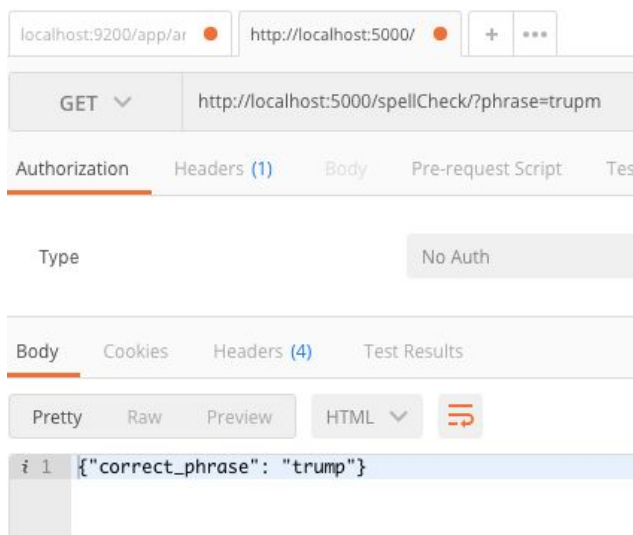 localhost:9200/app/ar http://localhost:5000/ + •••
GET http://localhost:5000/spellCheck/?phrase=trupm
Authorization Headers (1) Body Pre-request Script Tes
Type No Auth
Body Cookies Headers (4) Test Results
Pretty Raw Preview HTML
i 1 {"correct_phrase": "trump"}